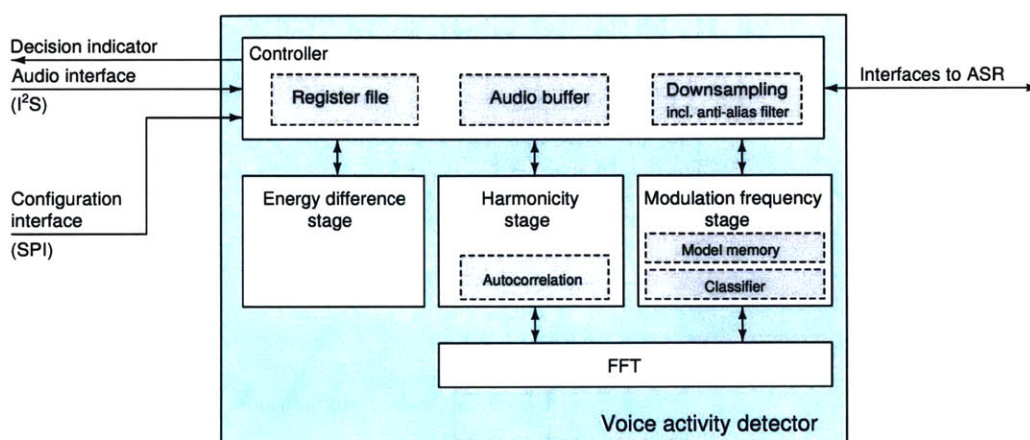 Decision indicator
Audio interface
(I²S)
Configuration
interface
(SPI)
Controller
Register file
Audio buffer
Downsampling
incl. anti-alias filter
Interfaces to ASR
Energy difference
stage
Harmonicity
stage
Autocorrelation
Modulation frequency
stage
Model memory
Classifier
FFT
Voice activity detector